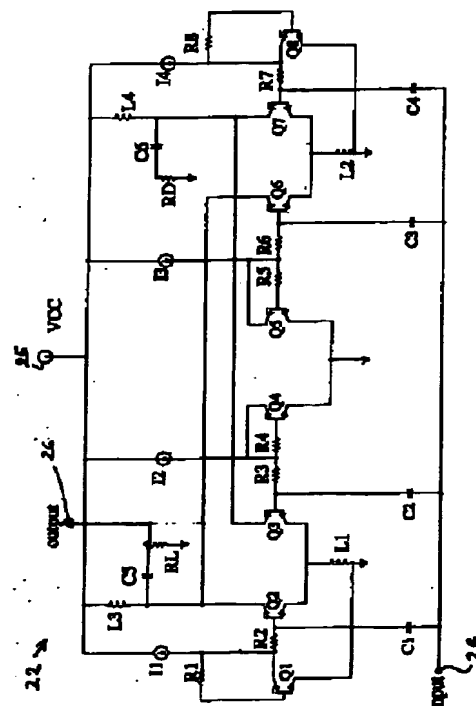 22
25
VCC
output
26
I1
I2
I3
I4
L3
C5
RL
C6
L4
RD
R8
R1
Q1
R2
Q2
Q3
R3
R4
Q4
Q5
R5
R6
Q6
Q7
R7
Q8
L1
L2
C1
C2
C3
C4
input